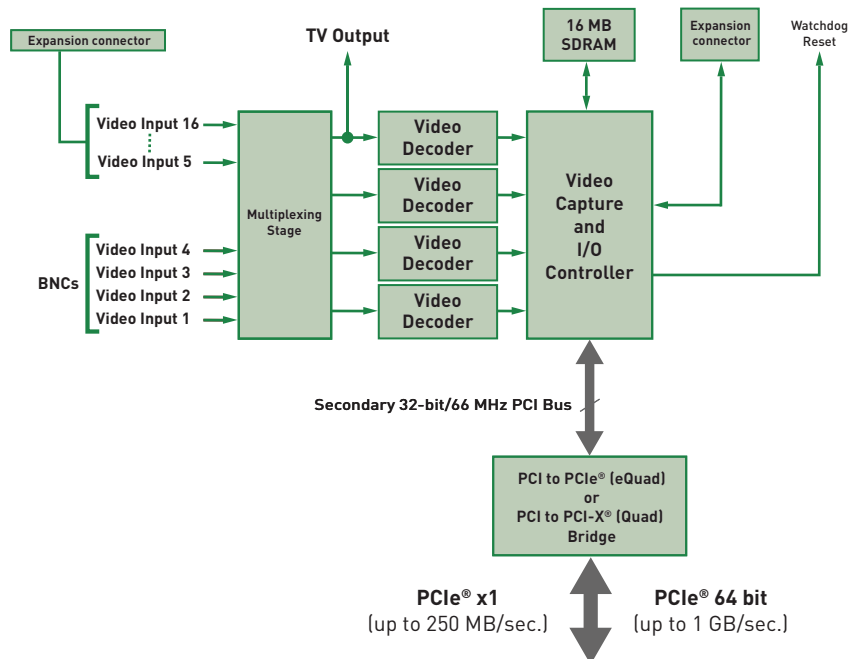 Expansion connector
TV Output
16 MB
SDRAM
Expansion
connector
Watchdog
Reset
Video Input 16
Video Input 5
Multiplexing
Stage
Video
Decoder
Video
Decoder
Video
Decoder
Video
Decoder
Video
Capture
and
I/O
Controller
BNCs
Video Input 4
Video Input 3
Video Input 2
Video Input 1
Secondary 32-bit/66 MHz PCI Bus
PCI to PCIe® (eQuad)
or
PCI to PCI-X® (Quad)
Bridge
PCIe® x1
(up to 250 MB/sec.)
PCIe® 64 bit
(up to 1 GB/sec.)